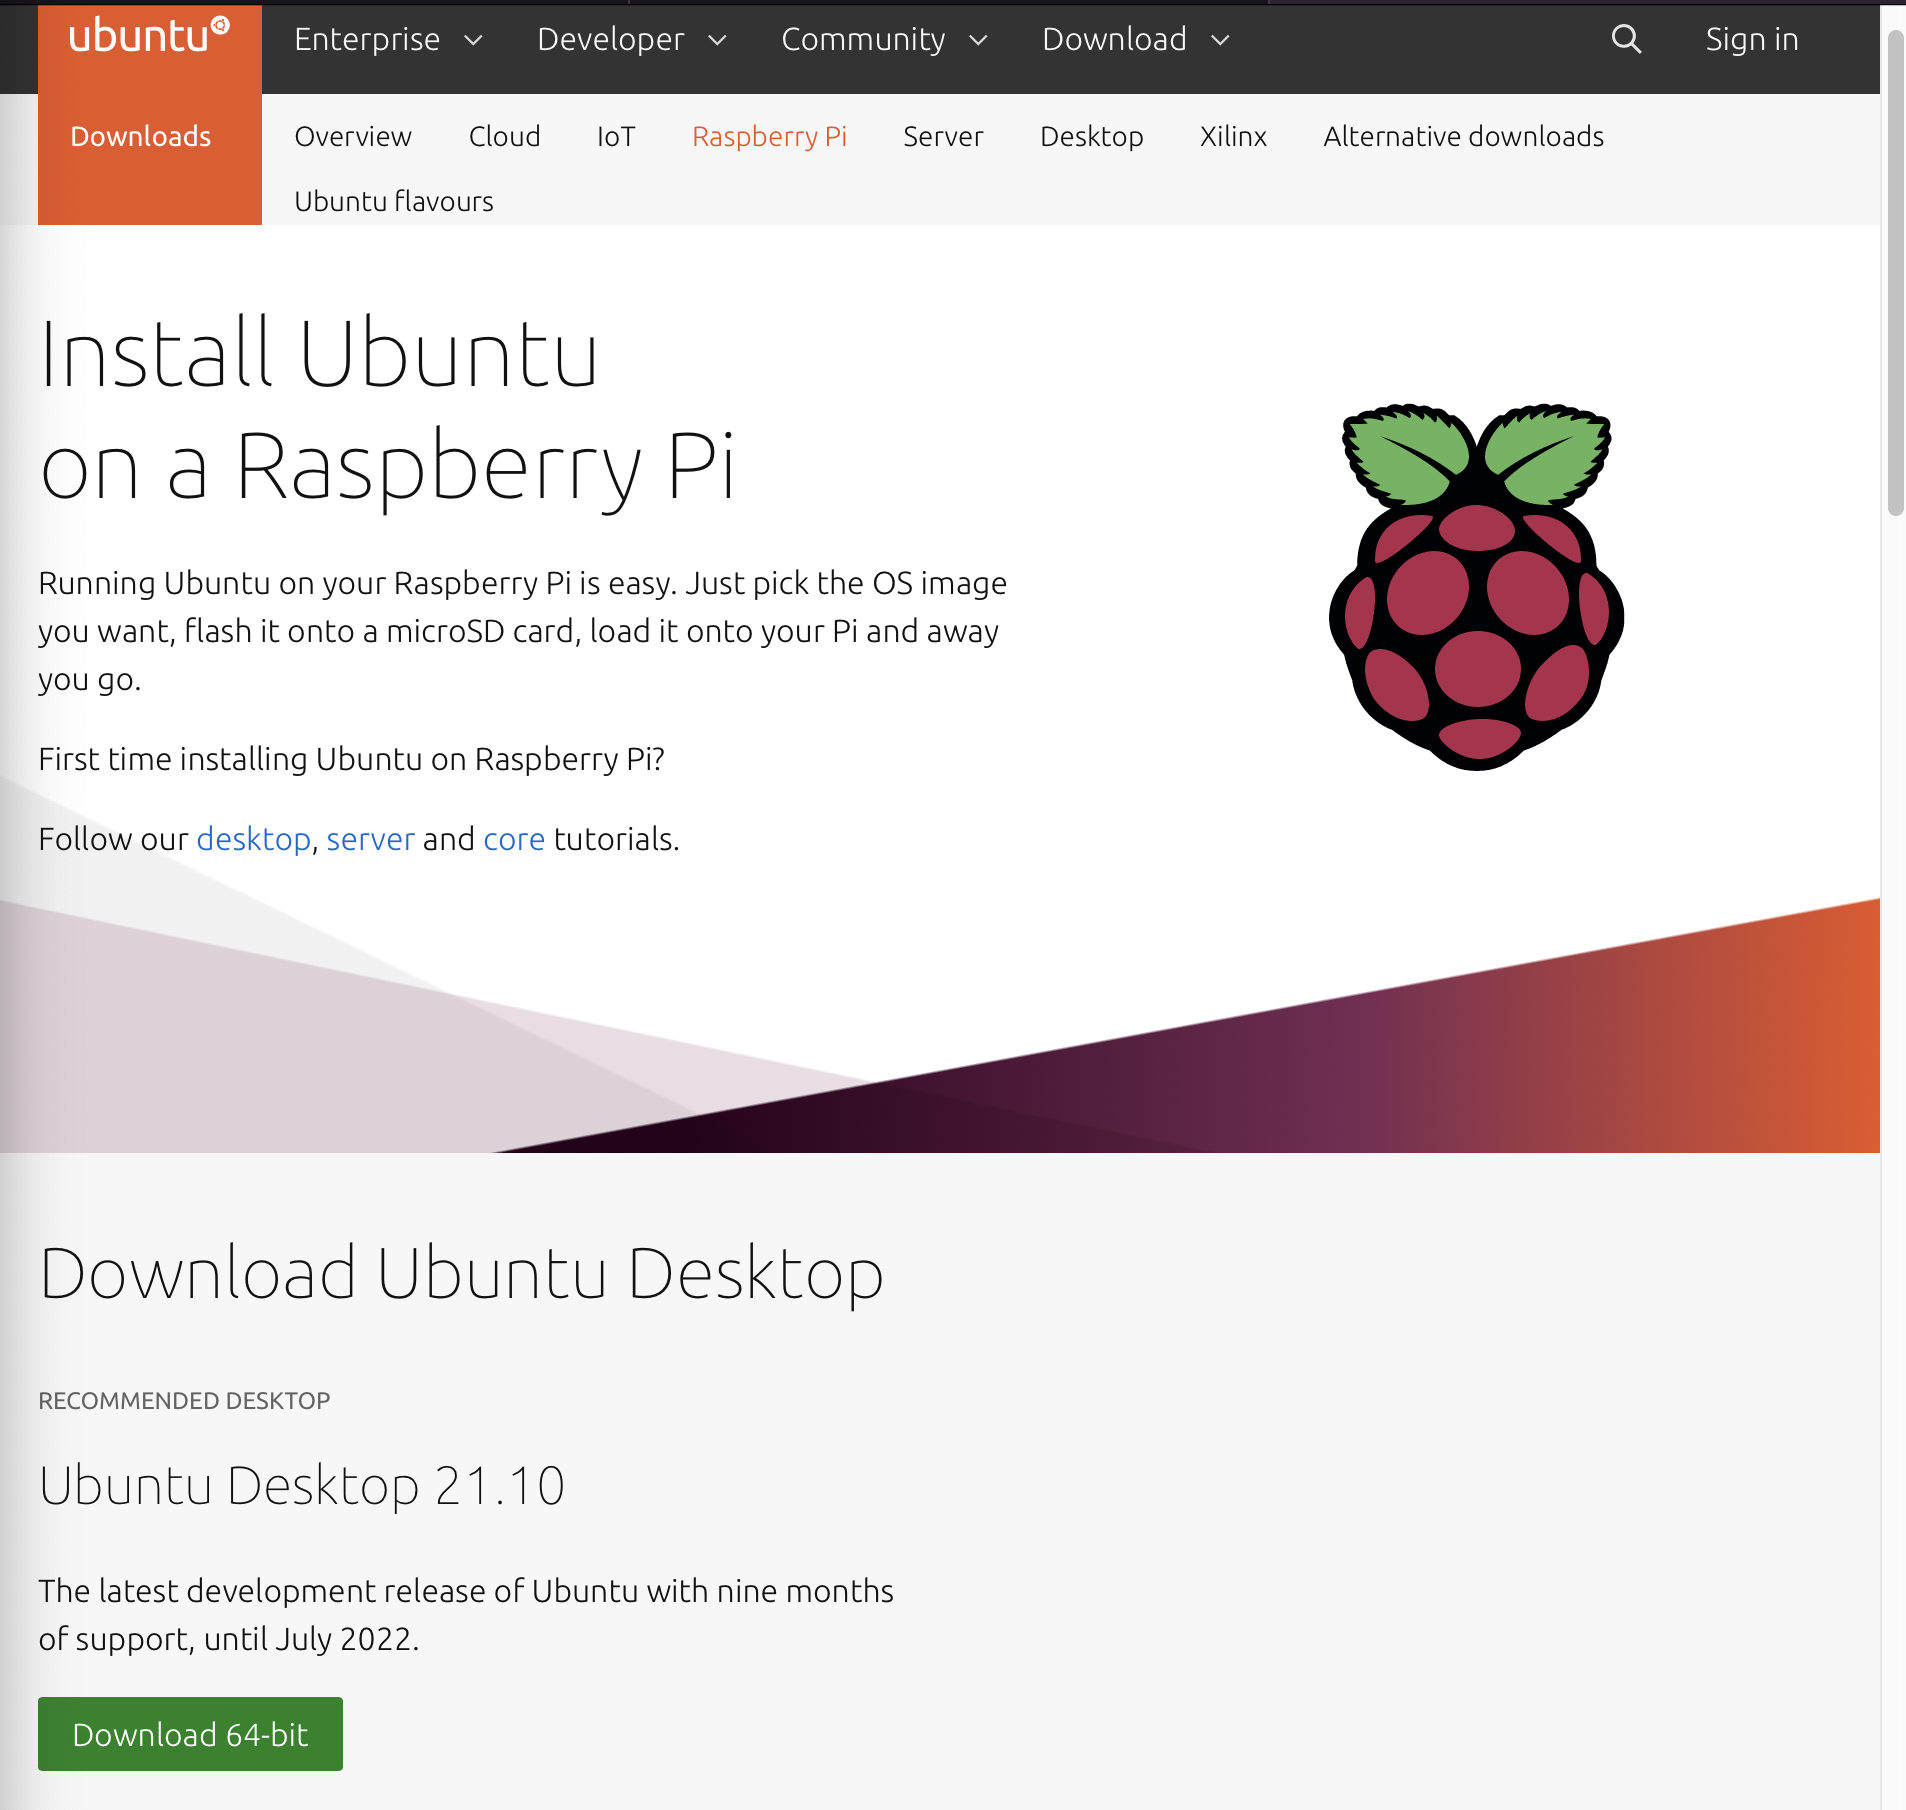 ubuntu
Enterprise
Developer
Community
Download
Sign in
Downloads
Overview
Cloud
IoT
Raspberry Pi
Server
Desktop
Xilinx
Alternative downloads
Ubuntu flavours
Install Ubuntu
on a Raspberry Pi
Running Ubuntu on your Raspberry Pi is easy. Just pick the OS image
you want, flash it onto a microSD card, load it onto your Pi and away
you go.
First time installing Ubuntu on Raspberry Pi?
Follow our desktop, server and core tutorials.
Download Ubuntu Desktop
RECOMMENDED DESKTOP
Ubuntu Desktop 21.10
The latest development release of Ubuntu with nine months
of support, until July 2022.
Download 64-bit